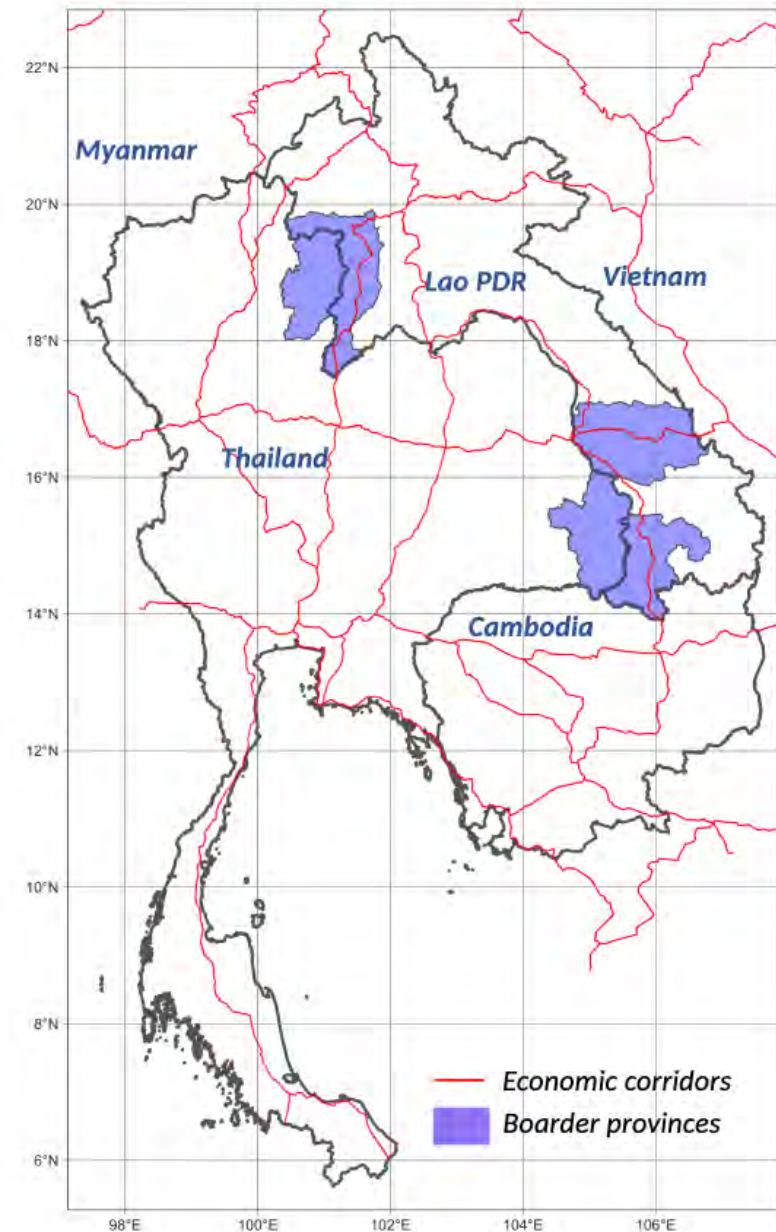 22°N
Myanmar
20°N
Lao PDR
Vietnam
18°N
Thailand
16°N
14°N
Cambodia
12°N
10°N
8°N
Economic corridors
Boarder provinces
6°N
98°E 100°E 102°E 104°E 106°E